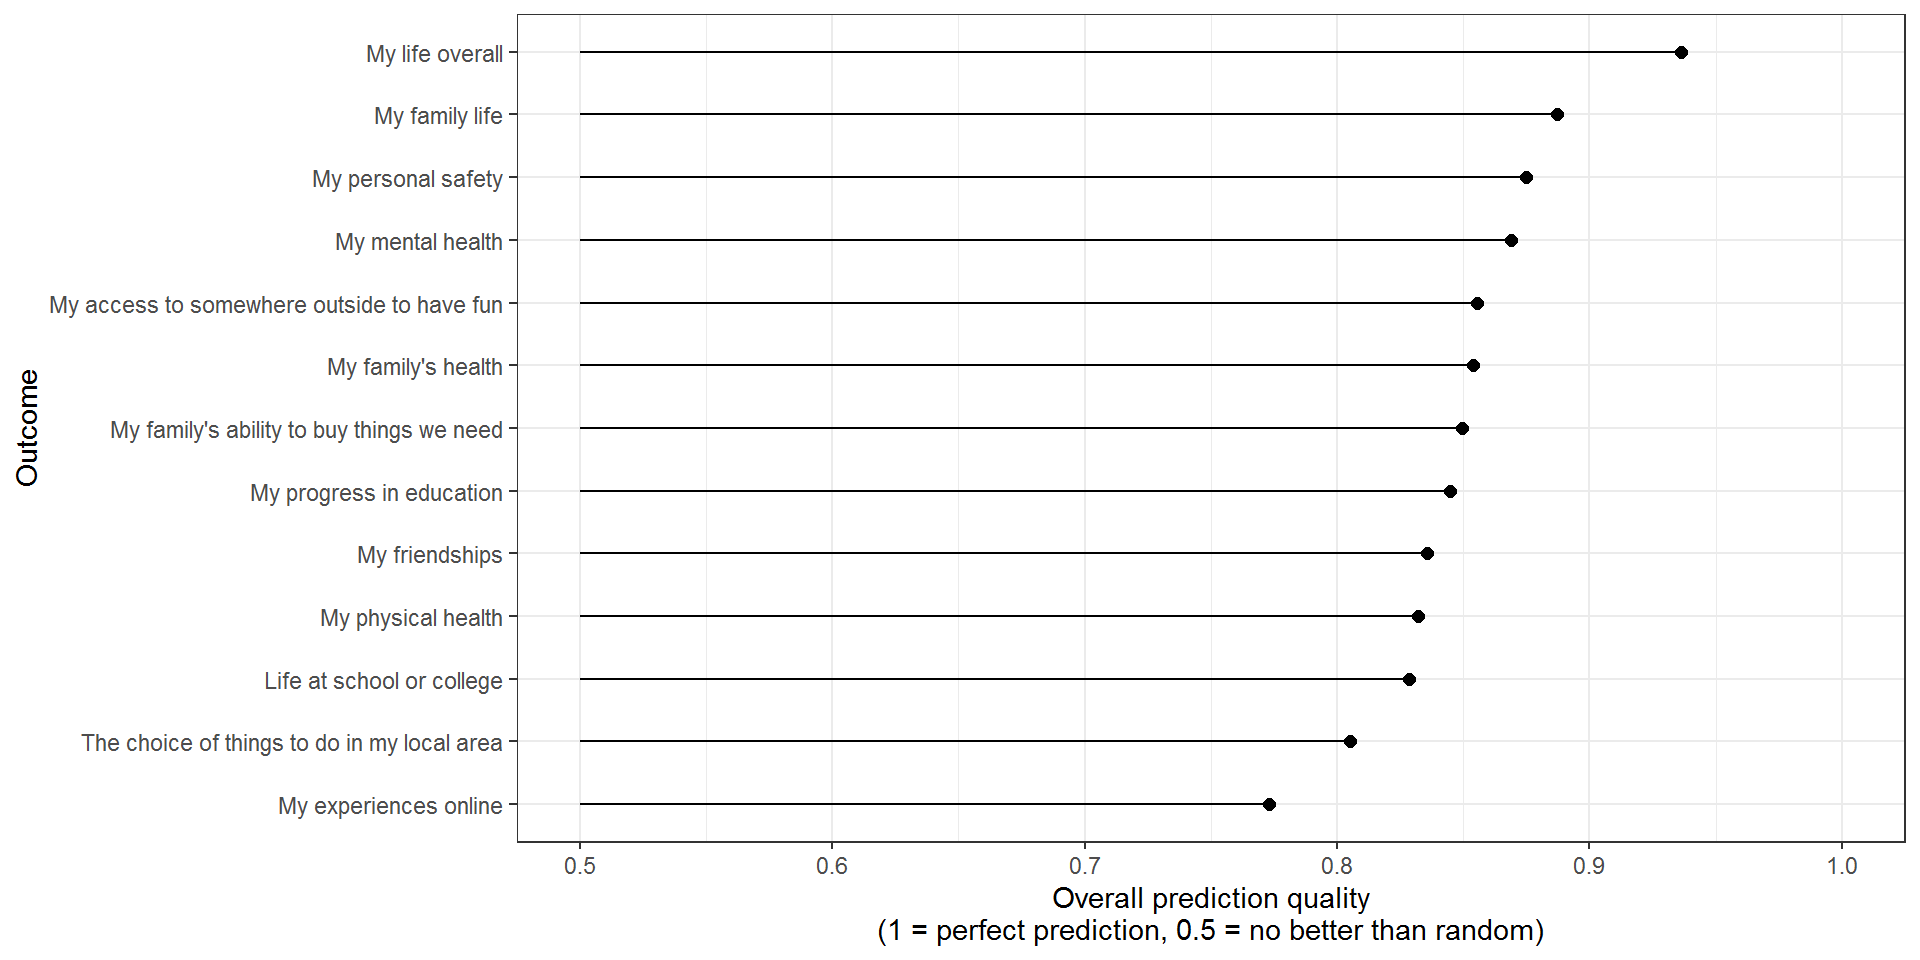 My life overall
My family life
My personal safety
My mental health
My access to somewhere outside to have fun
My family's health
My family's ability to buy things we need
My progress in education
My friendships
My physical health
Life at school or college
The choice of things to do in my local area
My experiences online
Outcome
0.5 0.6 0.7 0.8 0.9 1.0
Overall prediction quality
(1 = perfect prediction, 0.5 = no better than random)